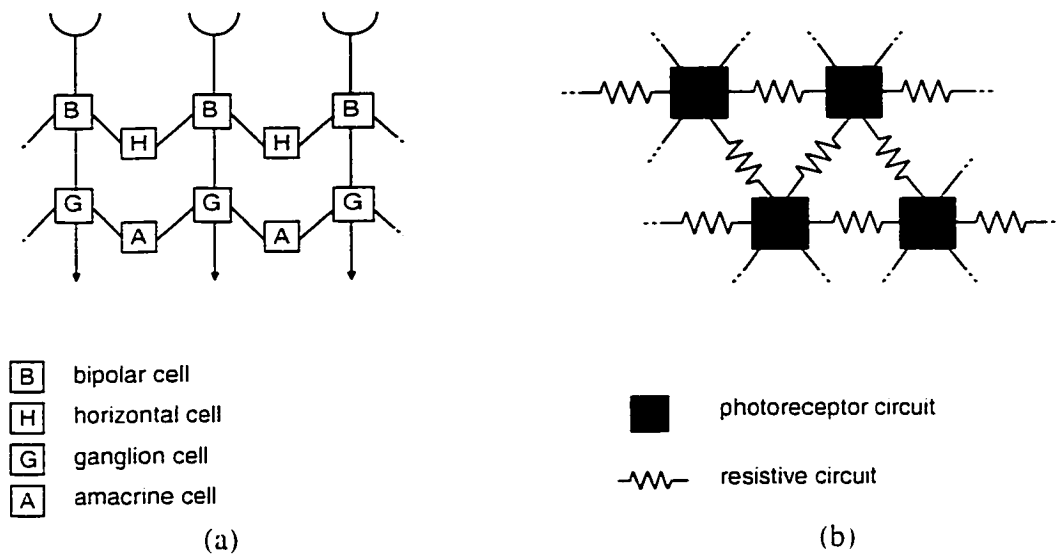 B H B H B
G A G A G
B bipolar cell
H horizontal cell
G ganglion cell
A amacrine cell
(a)
photoreceptor circuit
resistive circuit
(b)